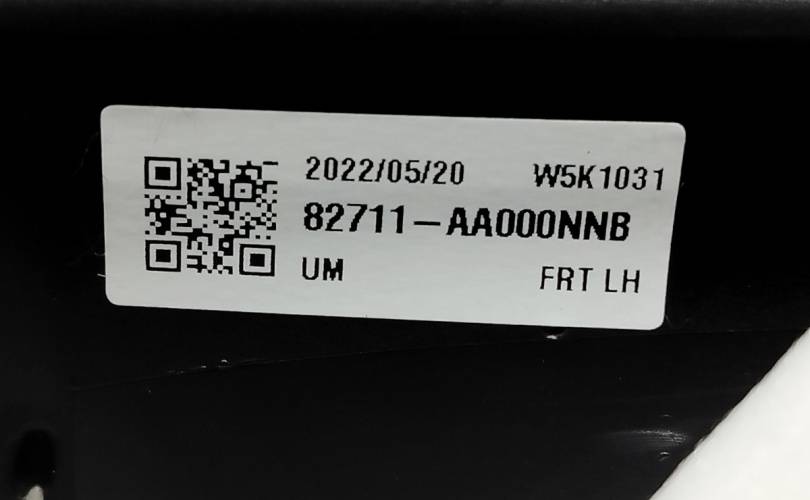 2022/05/20 W5K1031
82711-AA000NNB
UM FRT LH